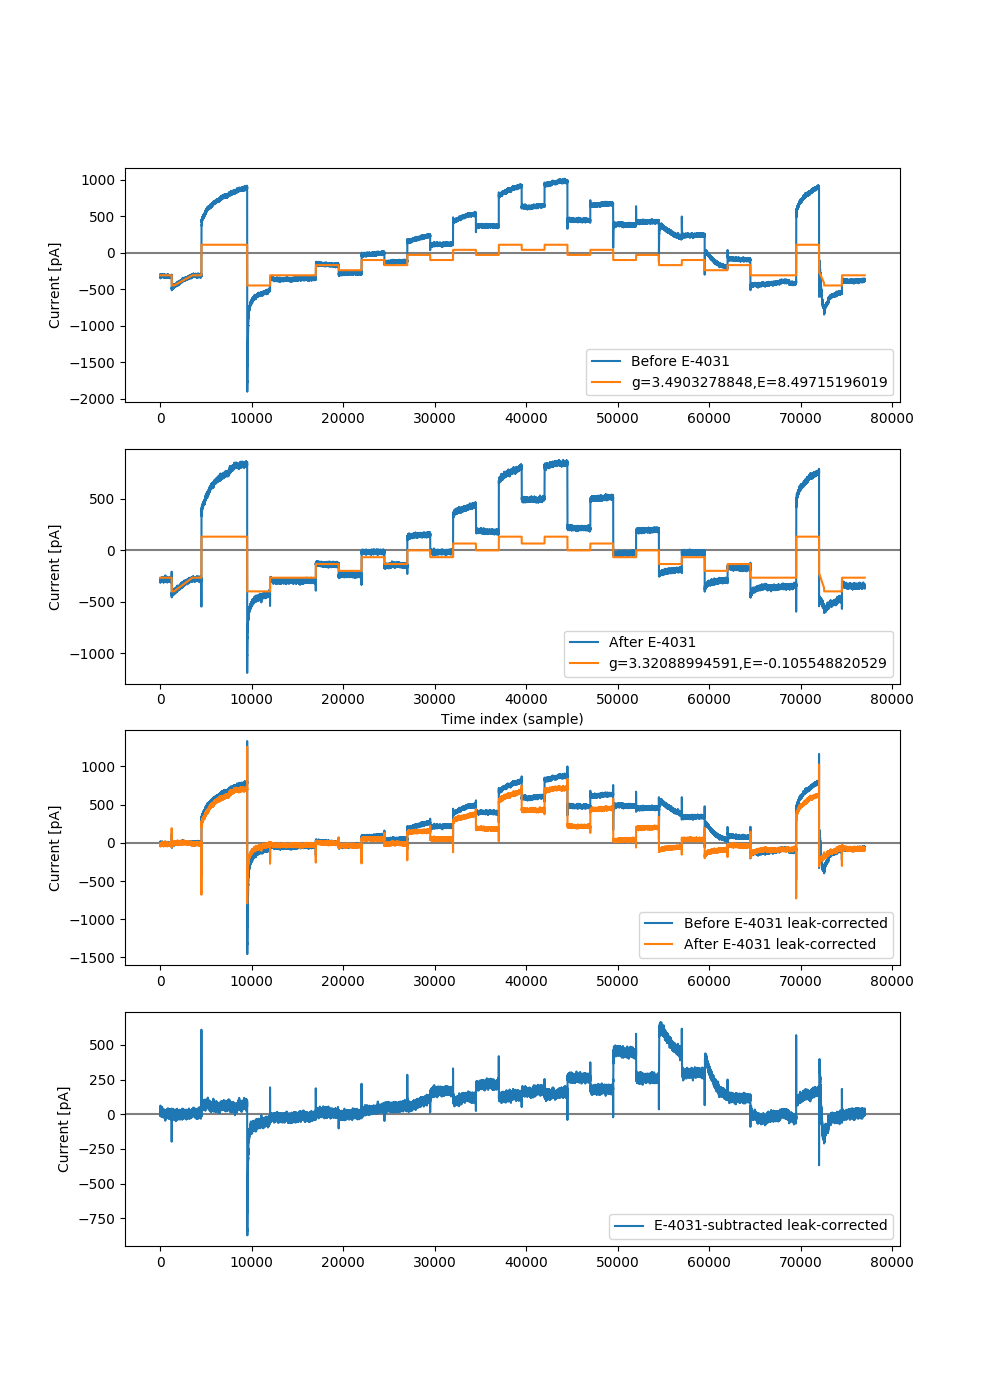 1000
500
0
−500
−1000
−1500
−2000
Current [pA]
0 10000 20000 30000 40000 50000 60000 70000 80000
Before E-4031
g=3.4903278848,E=8.49715196019
500
0
−500
−1000
Current [pA]
0 10000 20000 30000 40000 50000 60000 70000 80000
After E-4031
g=3.32088994591,E=-0.105548820529
Time index (sample)
1000
500
0
−500
−1000
−1500
Current [pA]
0 10000 20000 30000 40000 50000 60000 70000 80000
Before E-4031 leak-corrected
After E-4031 leak-corrected
500
250
0
−250
−500
−750
Current [pA]
0 10000 20000 30000 40000 50000 60000 70000 80000
E-4031-subtracted leak-corrected